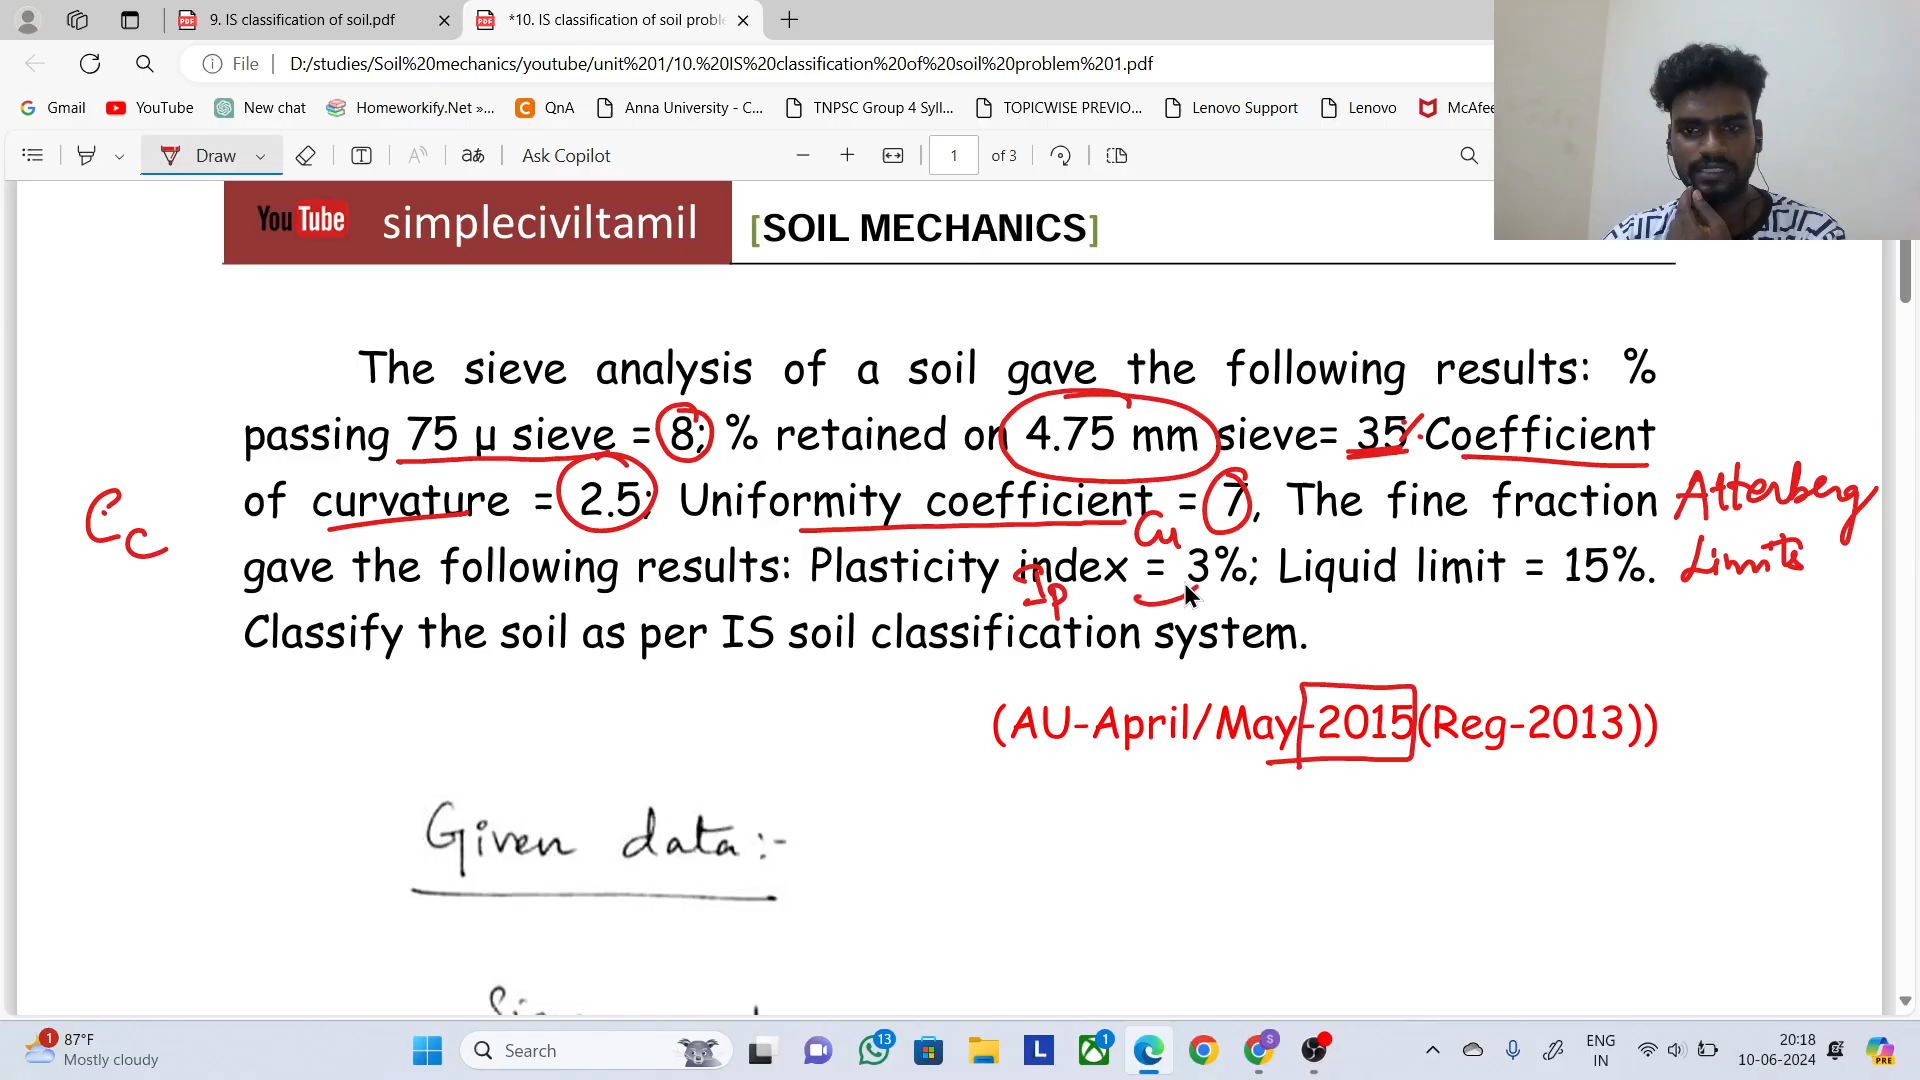 9. IS classification of soil.pdf
*10. IS classification of soil proble
File
D:/studies/Soil%20mechanics/youtube/unit%201/10.%20IS%20classification%20of%20soil%20problem%201.pdf
Gmail
YouTube
New chat
Homeworkify.Net »...
QnA
Anna University - C...
TNPSC Group 4 Syll...
TOPICWISE PREVIO...
Lenovo Support
Lenovo
McAfee
Draw
aあ
Ask Copilot
1
of 3
YouTube simpleciviltamil
[SOIL MECHANICS]
The sieve analysis of a soil gave the following results: %
passing 75 μ sieve = 8; % retained on 4.75 mm sieve= 35% Coefficient
of curvature = 2.5; Uniformity coefficient = 7, The fine fraction
Atterberg
Cc
Cu
gave the following results: Plasticity index = 3%; Liquid limit = 15%.
Limits
Ip
Classify the soil as per IS soil classification system.
(AU-April/May-2015(Reg-2013))
Given data:-
1
87°F
Mostly cloudy
Search
13
L
1
S
ENG
IN
20:18
10-06-2024
PRE